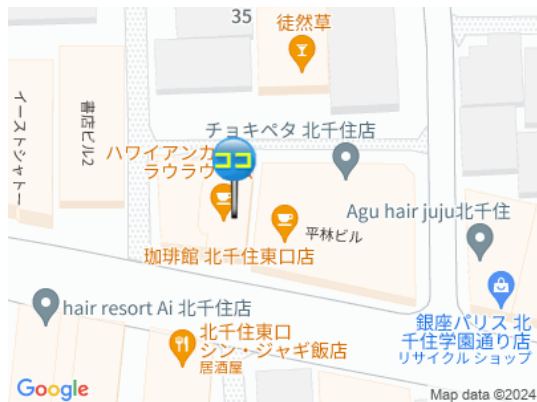 35
徒然草
イーストシャトー
書店ビル2
チョキペタ 北千住店
ハワイアンカ
ラウラウ
ココ
Agu hair juju北千住
平林ビル
珈琲館 北千住東口店
hair resort Ai 北千住店
北千住東口
シン・ジャギ飯店
居酒屋
銀座パリス 北
千住学園通り店
リサイクル ショップ
Google
Map data ©2024